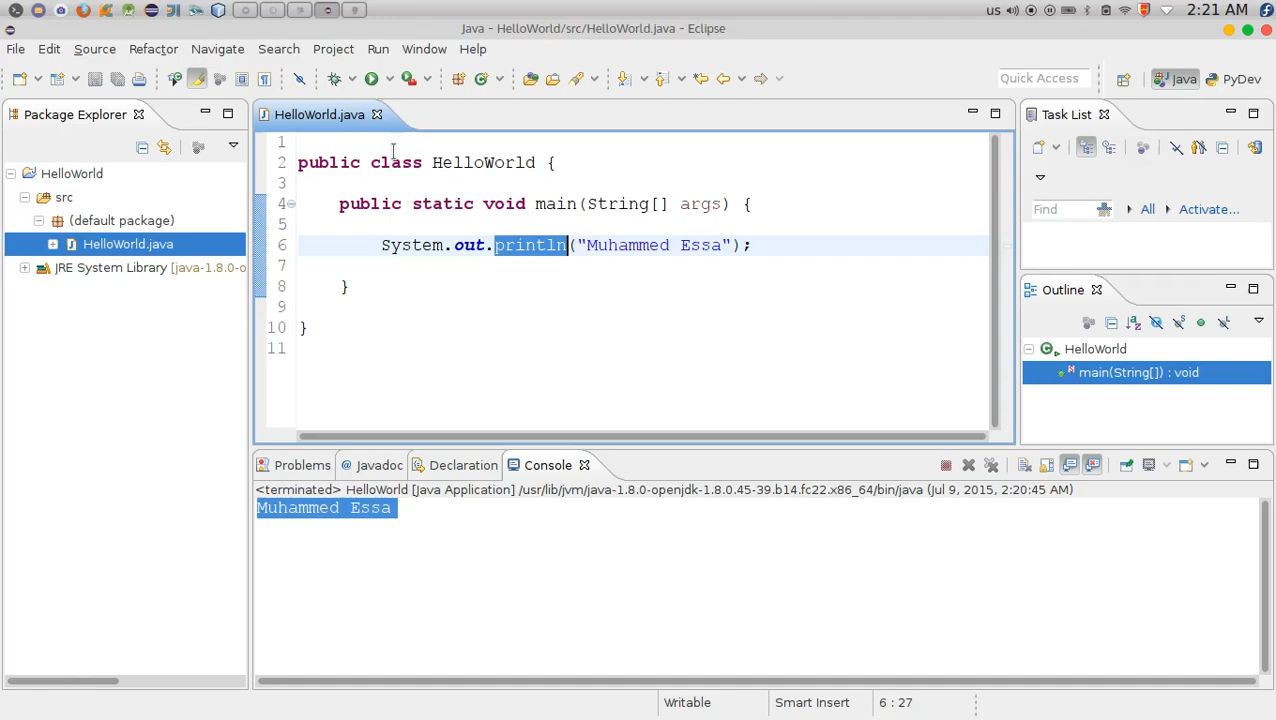 us
2:21 AM
Java - HelloWorld/src/HelloWorld.java - Eclipse
File Edit Source Refactor Navigate Search Project Run Window Help
Quick Access
Java
PyDev
Package Explorer
HelloWorld
src
(default package)
HelloWorld.java
JRE System Library [java-1.8.0-o
HelloWorld.java
1
2 public class HelloWorld {
3
4 public static void main(String[] args) {
5
6 System.out.println("Muhammed Essa");
7
8 }
9
10 }
11
Task List
Find All Activate...
Outline
HelloWorld
main(String[]) : void
Problems Javadoc Declaration Console
<terminated> HelloWorld [Java Application] /usr/lib/jvm/java-1.8.0-openjdk-1.8.0.45-39.b14.fc22.x86_64/bin/java (Jul 9, 2015, 2:20:45 AM)
Muhammed Essa
Writable Smart Insert 6 : 27